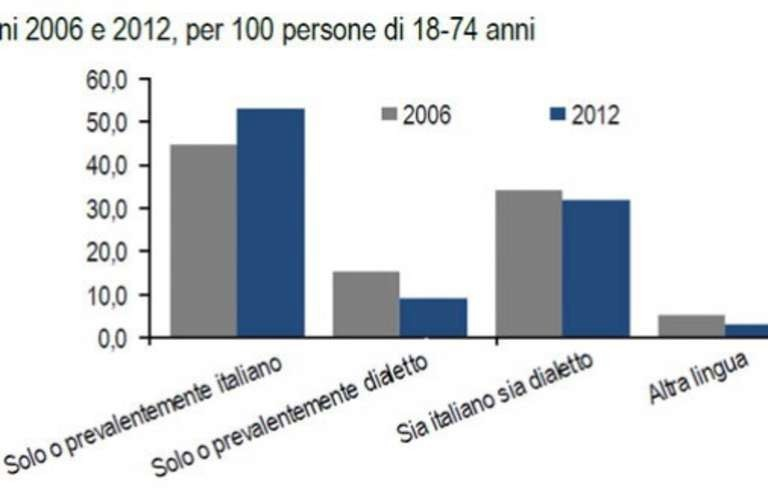 ni 2006 e 2012, per 100 persone di 18-74 anni
60,0
50,0
40,0
30,0
20,0
10,0
0,0
2006
2012
Solo o prevalentemente italiano
Solo o prevalentemente dialetto
Sia italiano sia dialetto
Altra lingua